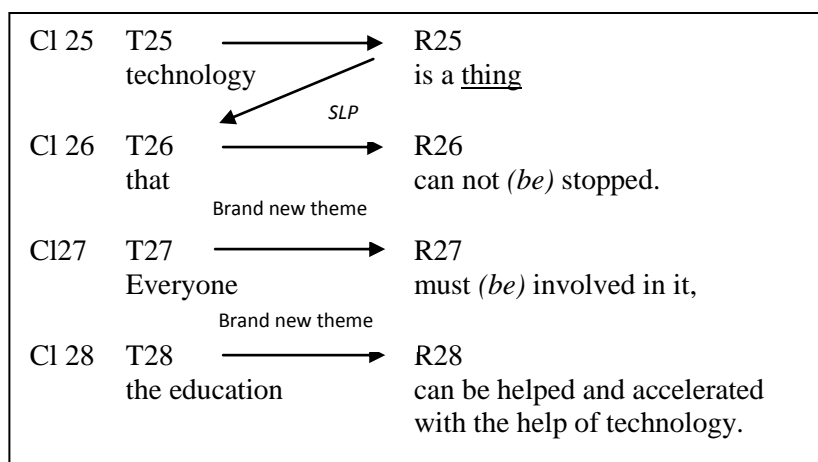 Cl 25 T25 R25
technology is a thing
SLP
Cl 26 T26 R26
that can not (be) stopped.
Brand new theme
Cl27 T27 R27
Everyone must (be) involved in it,
Brand new theme
Cl 28 T28 R28
the education can be helped and accelerated
with the help of technology.